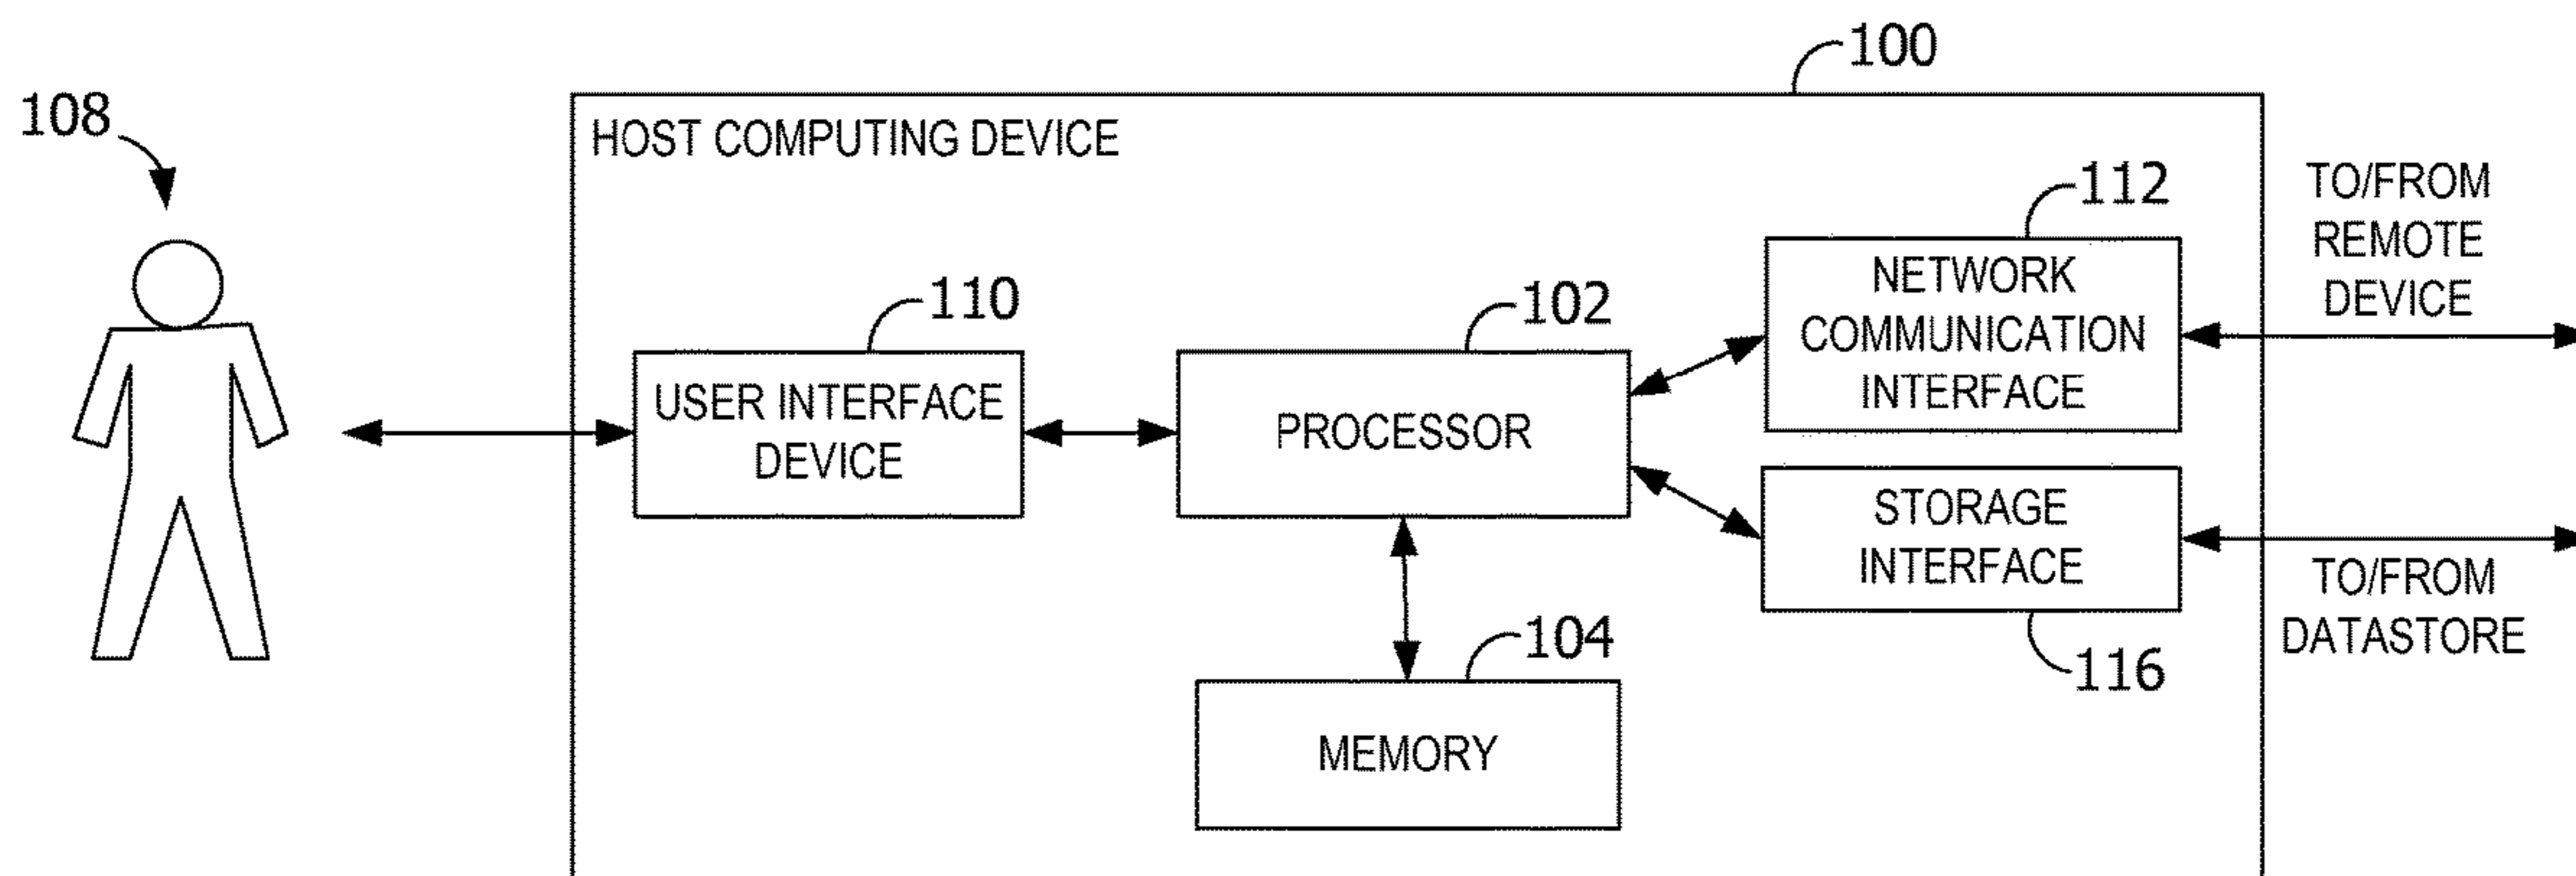 100
108
HOST COMPUTING DEVICE
112
TO/FROM
REMOTE
DEVICE
110
102
NETWORK
COMMUNICATION
INTERFACE
USER INTERFACE
DEVICE
PROCESSOR
STORAGE
INTERFACE
TO/FROM
DATASTORE
104
116
MEMORY